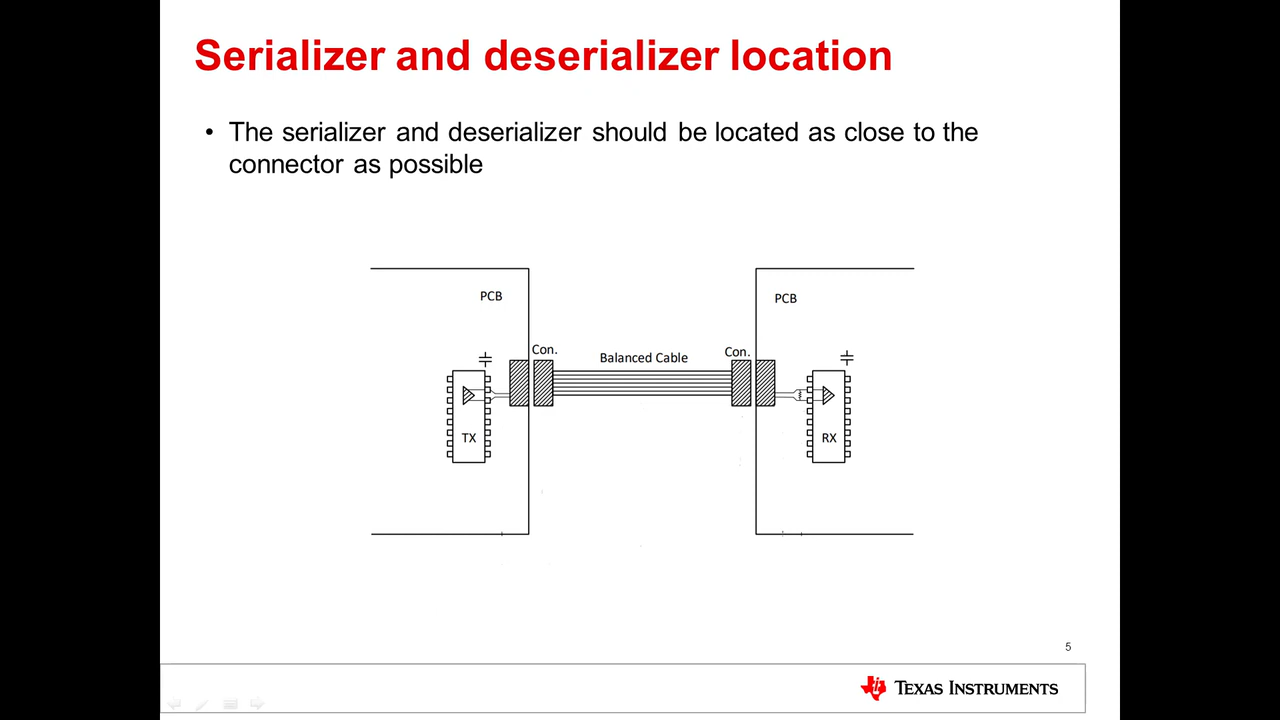 Serializer and deserializer location
• The serializer and deserializer should be located as close to the
connector as possible
PCB
PCB
Con.
Balanced Cable
Con.
TX
RX
5
TEXAS INSTRUMENTS